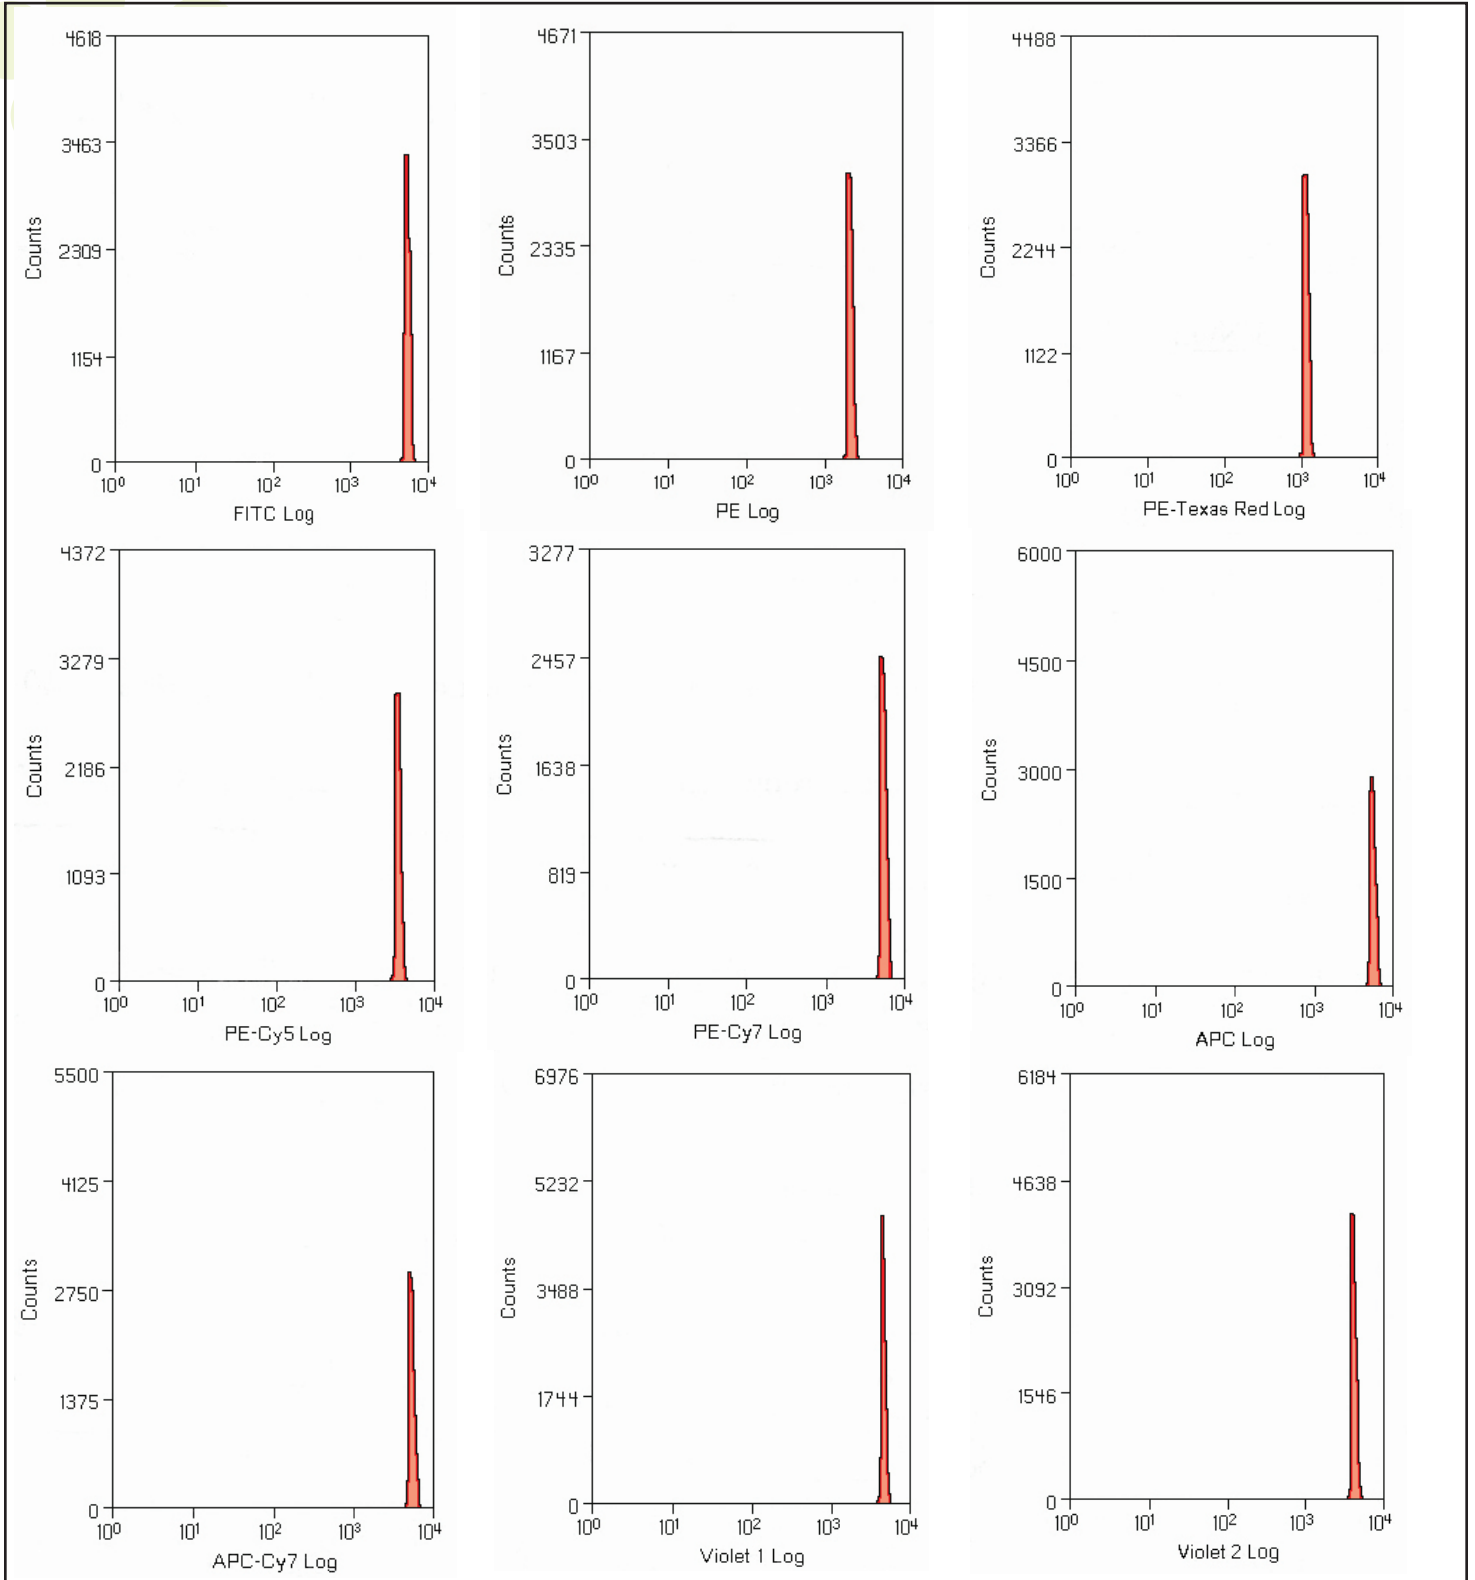 4618
3463
2309
1154
0
Counts
10⁰ 10¹ 10² 10³ 10⁴
FITC Log
4671
3503
2335
1167
0
Counts
10⁰ 10¹ 10² 10³ 10⁴
PE Log
4488
3366
2244
1122
0
Counts
10⁰ 10¹ 10² 10³ 10⁴
PE-Texas Red Log
4372
3279
2186
1093
0
Counts
10⁰ 10¹ 10² 10³ 10⁴
PE-Cy5 Log
3277
2457
1638
819
0
Counts
10⁰ 10¹ 10² 10³ 10⁴
PE-Cy7 Log
6000
4500
3000
1500
0
Counts
10⁰ 10¹ 10² 10³ 10⁴
APC Log
5500
4125
2750
1375
0
Counts
10⁰ 10¹ 10² 10³ 10⁴
APC-Cy7 Log
6976
5232
3488
1744
0
Counts
10⁰ 10¹ 10² 10³ 10⁴
Violet 1 Log
6184
4638
3092
1546
0
Counts
10⁰ 10¹ 10² 10³ 10⁴
Violet 2 Log